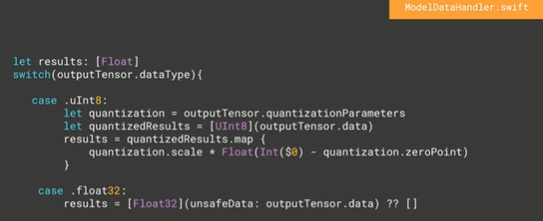 ModelDataHandler.swift
let results: [Float]
switch(outputTensor.dataType){
case .uInt8:
let quantization = outputTensor.quantizationParameters
let quantizedResults = [UInt8](outputTensor.data)
results = quantizedResults.map {
quantization.scale * Float(Int($0) - quantization.zeroPoint)
}
case .float32:
results = [Float32](unsafeData: outputTensor.data) ?? []